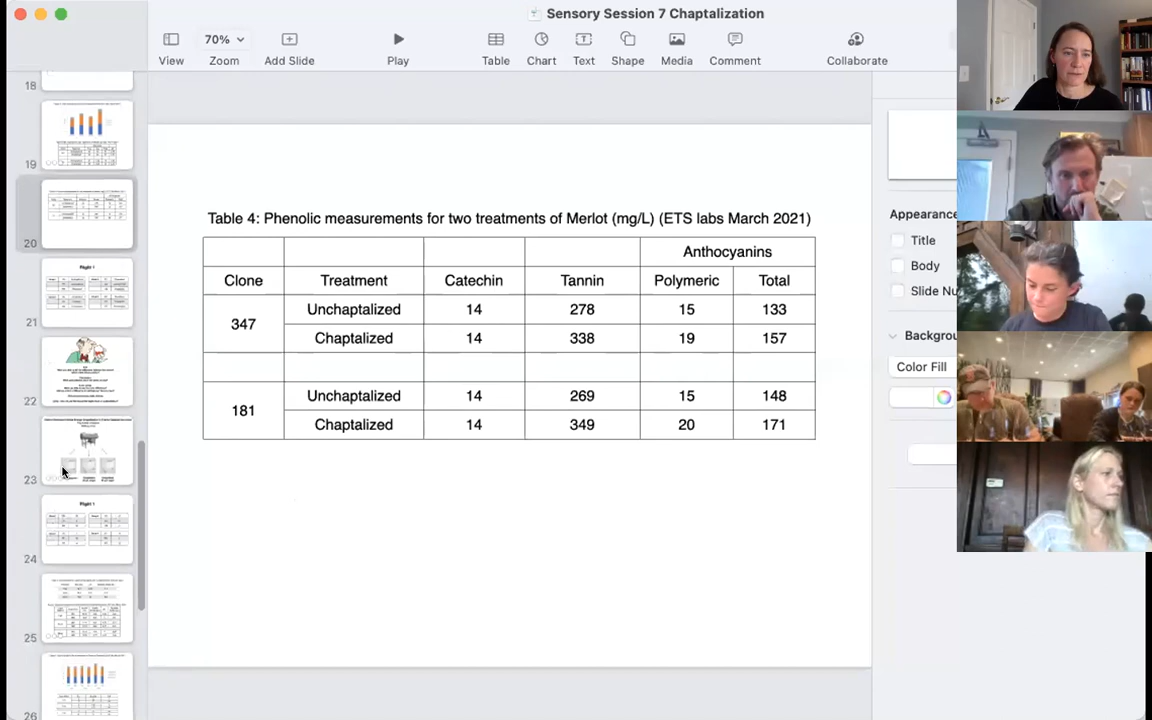 Sensory Session 7 Chaptalization
70%
View Zoom Add Slide Play Table Chart Text Shape Media Comment Collaborate
18
19
20
Flight 1
21
22
23
Flight 1
24
25
26
Table 4: Phenolic measurements for two treatments of Merlot (mg/L) (ETS labs March 2021)
Anthocyanins
Clone Treatment Catechin Tannin Polymeric Total
347 Unchaptalized 14 278 15 133
Chaptalized 14 338 19 157
181 Unchaptalized 14 269 15 148
Chaptalized 14 349 20 171
Appearance
Title
Body
Slide Nu
Backgrou
Color Fill